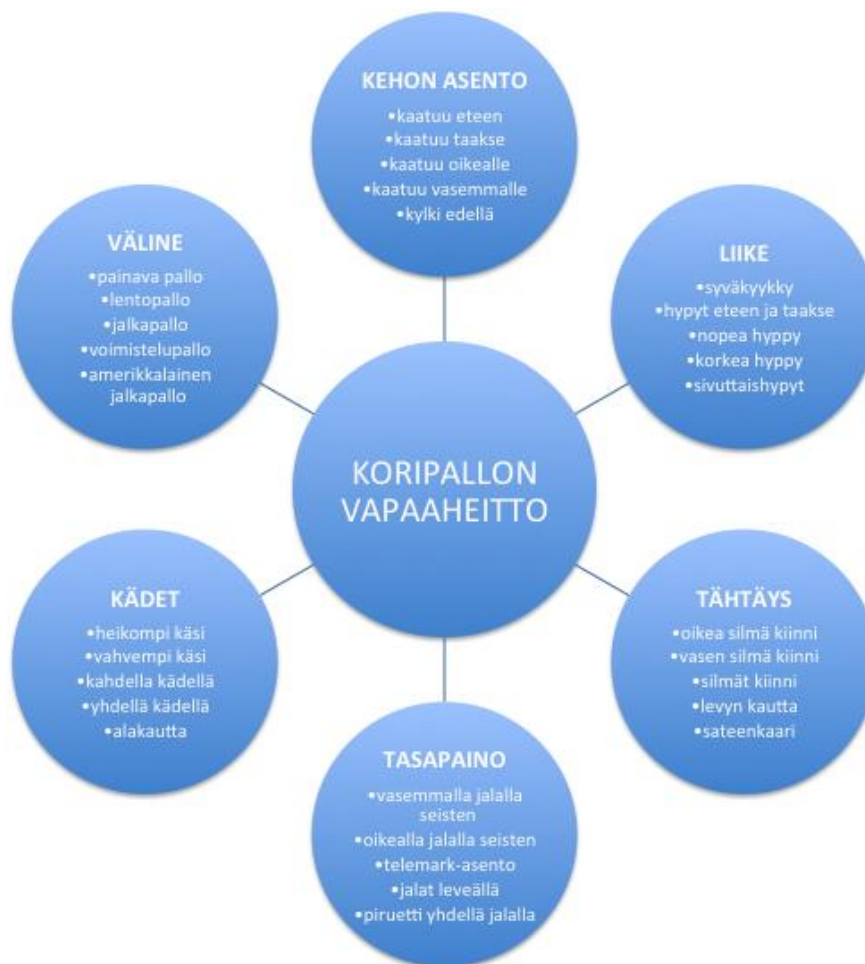 KEHON ASENTO
•kaatuu eteen
•kaatuu taakse
•kaatuu oikealle
•kaatuu vasemmalle
•kylki edellä
VÄLINE
•painava pallo
•lentopallo
•jalkapallo
•voimistelupallo
•amerikkalainen
jalkapallo
LIIKE
•syväkyykky
•hypyt eteen ja taakse
•nopea hyppy
•korkea hyppy
•sivuttaishypyt
KORIPALLON
VAPAAHEITTO
KÄDET
•heikompi käsi
•vahvempi käsi
•kahdella kädellä
•yhdellä kädellä
•alakautta
TÄHTÄYS
•oikea silmä kiinni
•vasen silmä kiinni
•silmät kiinni
•levyn kautta
•sateenkaari
TASAPAINO
•vasemmalla jalalla
seisten
•oikealla jalalla seisten
•telemark-asento
•jalat leveällä
•piruetti yhdellä jalalla